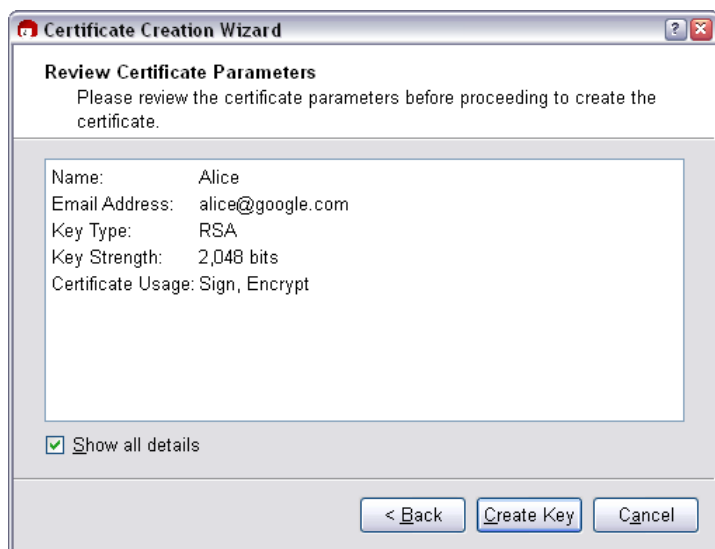 Certificate Creation Wizard
?
Review Certificate Parameters
Please review the certificate parameters before proceeding to create the
certificate.
Name: Alice
Email Address: alice@google.com
Key Type: RSA
Key Strength: 2,048 bits
Certificate Usage: Sign, Encrypt
Show all details
< Back
Create Key
Cancel